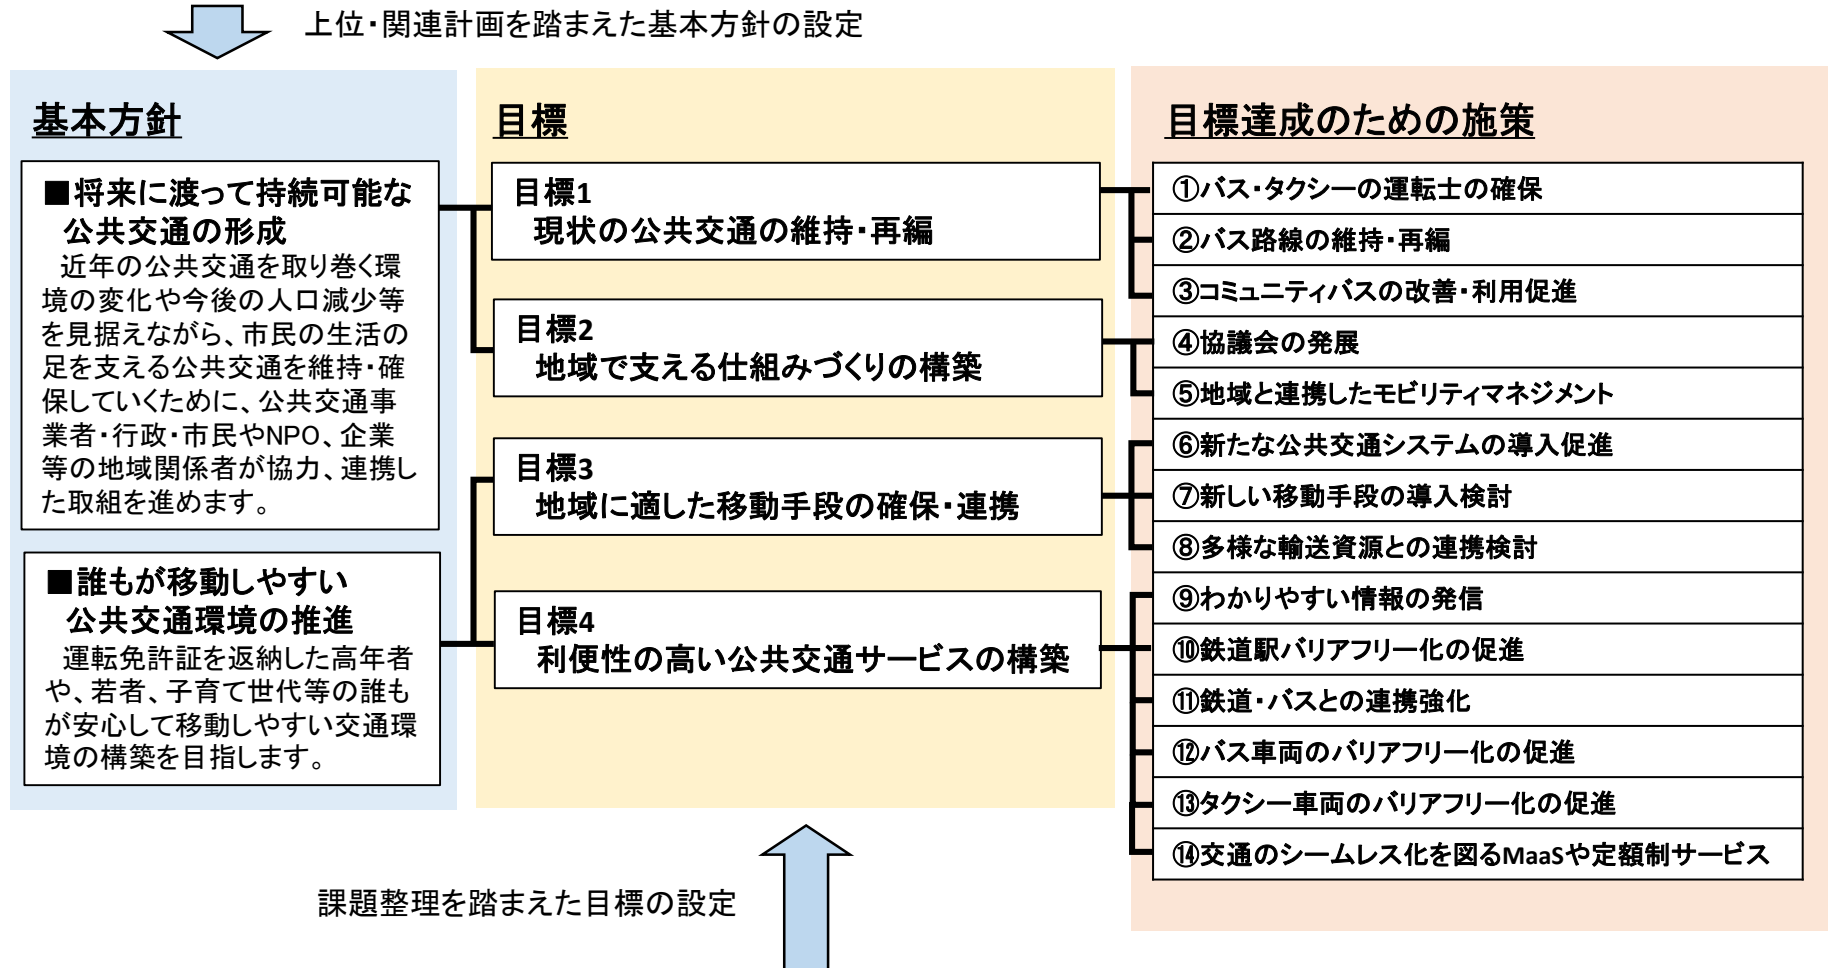 上位・関連計画を踏まえた基本方針の設定
基本方針
■将来に渡って持続可能な
公共交通の形成
近年の公共交通を取り巻く環
境の変化や今後の人口減少等
を見据えながら、市民の生活の
足を支える公共交通を維持・確
保していくために、公共交通事
業者・行政・市民やNPO、企業
等の地域関係者が協力、連携し
た取組を進めます。
■誰もが移動しやすい
公共交通環境の推進
運転免許証を返納した高年者
や、若者、子育て世代等の誰も
が安心して移動しやすい交通環
境の構築を目指します。
目標
目標1
現状の公共交通の維持・再編
目標2
地域で支える仕組みづくりの構築
目標3
地域に適した移動手段の確保・連携
目標4
利便性の高い公共交通サービスの構築
目標達成のための施策
①バス・タクシーの運転士の確保
②バス路線の維持・再編
③コミュニティバスの改善・利用促進
④協議会の発展
⑤地域と連携したモビリティマネジメント
⑥新たな公共交通システムの導入促進
⑦新しい移動手段の導入検討
⑧多様な輸送資源との連携検討
⑨わかりやすい情報の発信
⑩鉄道駅バリアフリー化の促進
⑪鉄道・バスとの連携強化
⑫バス車両のバリアフリー化の促進
⑬タクシー車両のバリアフリー化の促進
⑭交通のシームレス化を図るMaaSや定額制サービス
課題整理を踏まえた目標の設定